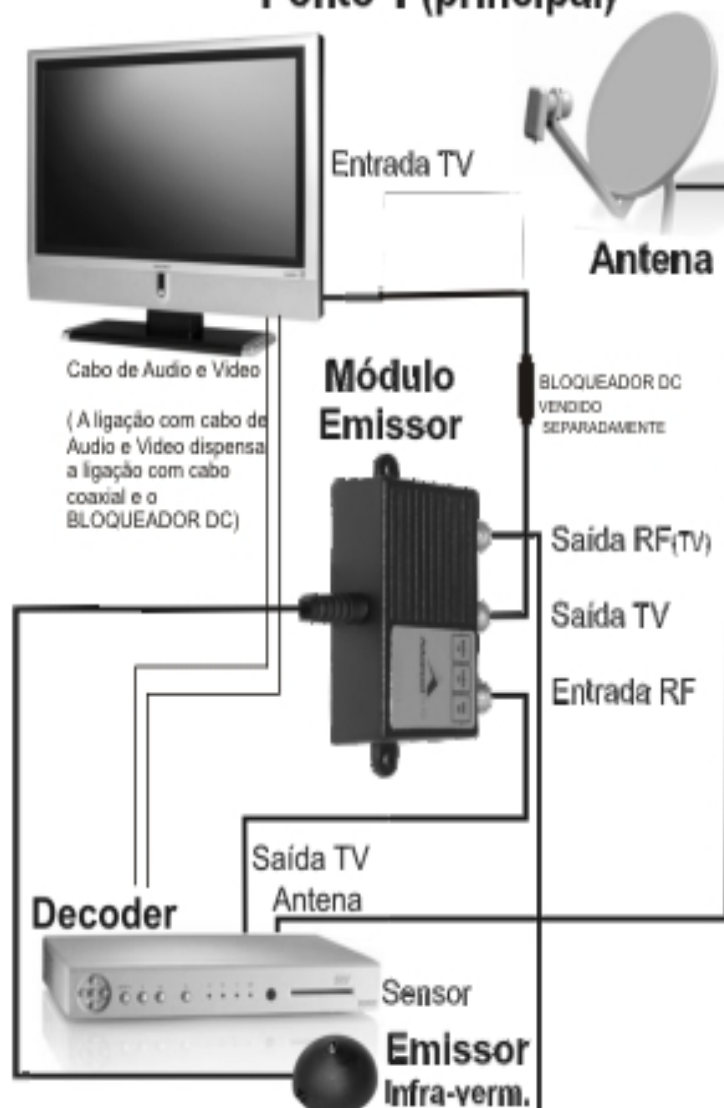 Ponto 1 (principal)
Entrada TV
Antena
Cabo de Audio e Video
( A ligação com cabo de
Audio e Video dispensa
a ligação com cabo
coaxial e o
BLOQUEADOR DC)
Módulo
Emissor
BLOQUEADOR DC
VENDIDO
SEPARADAMENTE
Saída RF(TV)
Saída TV
Entrada RF
Saída TV
Antena
Decoder
Sensor
Emissor
Infra-verm.